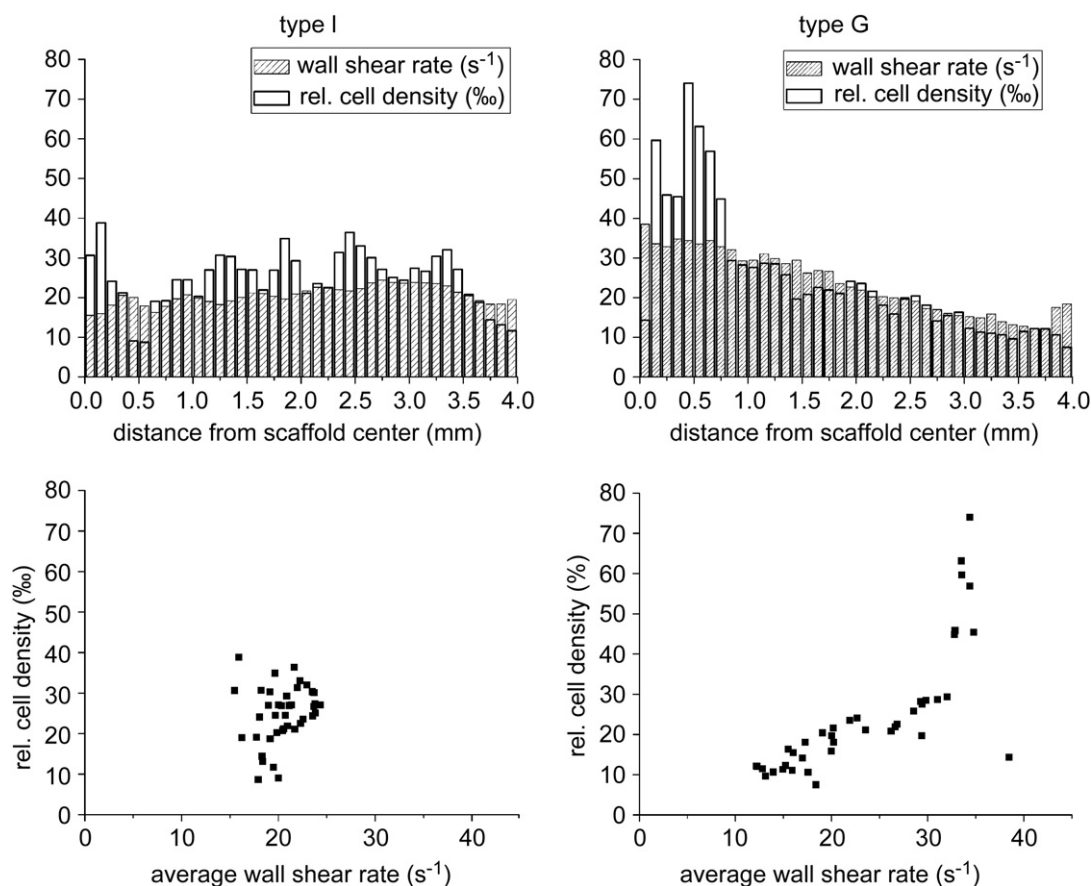 type I
wall shear rate (s⁻¹)
rel. cell density (‰)
80
70
60
50
40
30
20
10
0
0.0 0.5 1.0 1.5 2.0 2.5 3.0 3.5 4.0
distance from scaffold center (mm)
type G
wall shear rate (s⁻¹)
rel. cell density (‰)
80
70
60
50
40
30
20
10
0
0.0 0.5 1.0 1.5 2.0 2.5 3.0 3.5 4.0
distance from scaffold center (mm)
rel. cell density (‰)
80
70
60
50
40
30
20
10
0
0 10 20 30 40
average wall shear rate (s⁻¹)
rel. cell density (%)
80
70
60
50
40
30
20
10
0
0 10 20 30 40
average wall shear rate (s⁻¹)